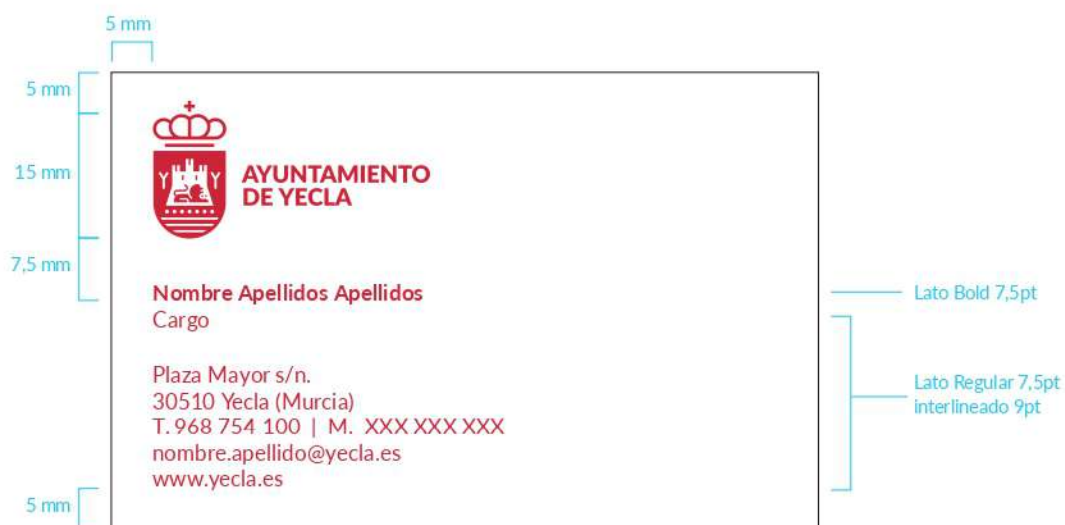 5 mm
5 mm
15 mm
AYUNTAMIENTO
DE YECLA
7,5 mm
Nombre Apellidos Apellidos
Lato Bold 7,5pt
Cargo
Plaza Mayor s/n.
30510 Yecla (Murcia)
T. 968 754 100 | M. XXX XXX XXX
nombre.apellido@yecla.es
www.yecla.es
Lato Regular 7,5pt
interlineado 9pt
5 mm